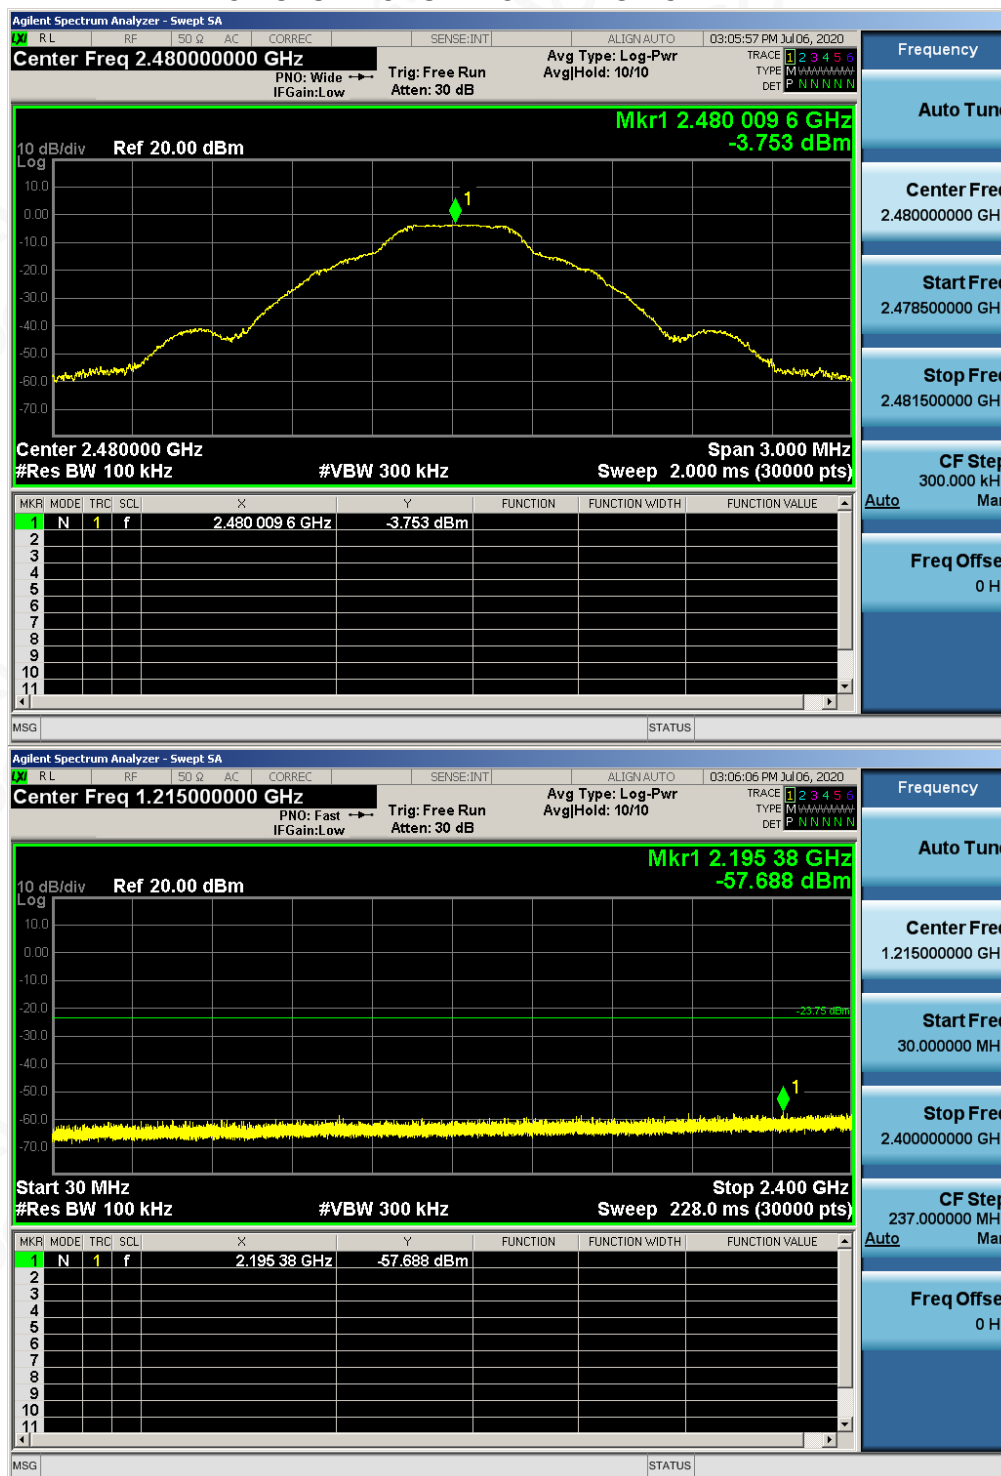 Agilent Spectrum Analyzer - Swept SA
LXI RL RF 50 Ω AC CORREC SENSE:INT ALIGN AUTO 03:05:57 PM Jul 06, 2020
Center Freq 2.480000000 GHz
PNO: Wide
IFGain:Low
Trig: Free Run
Atten: 30 dB
Avg Type: Log-Pwr
Avg|Hold: 10/10
TRACE 1 2 3 4 5 6
TYPE M
DET P N N N N N
Mkr1 2.480 009 6 GHz
-3.753 dBm
10 dB/div Ref 20.00 dBm
Log
10.0
0.00
-10.0
-20.0
-30.0
-40.0
-50.0
-60.0
-70.0
1
Center 2.480000 GHz Span 3.000 MHz
#Res BW 100 kHz #VBW 300 kHz Sweep 2.000 ms (30000 pts)
MKR MODE TRC SCL X Y FUNCTION FUNCTION WIDTH FUNCTION VALUE
1 N 1 f 2.480 009 6 GHz -3.753 dBm
2
3
4
5
6
7
8
9
10
11
MSG STATUS
Frequency
Auto Tun
Center Fre
2.480000000 GH
Start Fre
2.478500000 GH
Stop Fre
2.481500000 GH
CF Step
300.000 kH
Auto Ma
Freq Offse
0 H
Agilent Spectrum Analyzer - Swept SA
LXI RL RF 50 Ω AC CORREC SENSE:INT ALIGN AUTO 03:06:06 PM Jul 06, 2020
Center Freq 1.215000000 GHz
PNO: Fast
IFGain:Low
Trig: Free Run
Atten: 30 dB
Avg Type: Log-Pwr
Avg|Hold: 10/10
TRACE 1 2 3 4 5 6
TYPE M
DET P N N N N N
Mkr1 2.195 38 GHz
-57.688 dBm
10 dB/div Ref 20.00 dBm
Log
10.0
0.00
-10.0
-20.0
-30.0
-40.0
-50.0
-60.0
-70.0
-23.75 dBm
1
Start 30 MHz Stop 2.400 GHz
#Res BW 100 kHz #VBW 300 kHz Sweep 228.0 ms (30000 pts)
MKR MODE TRC SCL X Y FUNCTION FUNCTION WIDTH FUNCTION VALUE
1 N 1 f 2.195 38 GHz -57.688 dBm
2
3
4
5
6
7
8
9
10
11
MSG STATUS
Frequency
Auto Tun
Center Fre
1.215000000 GH
Start Fre
30.000000 MH
Stop Fre
2.400000000 GH
CF Step
237.000000 MH
Auto Ma
Freq Offse
0 H